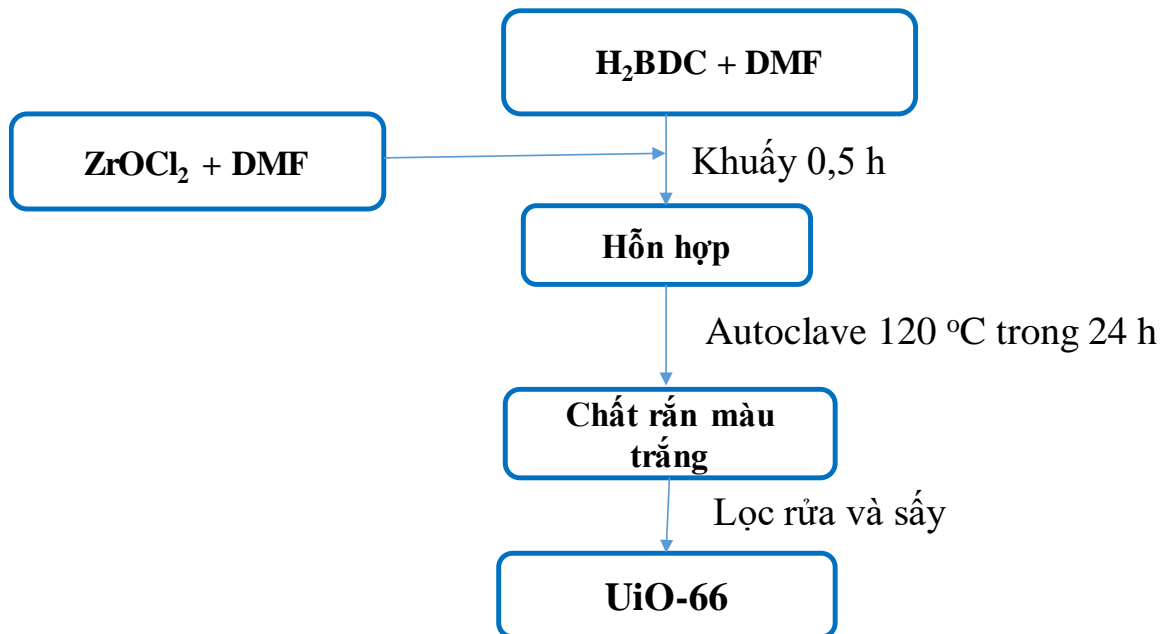 H₂BDC + DMF
ZrOCl₂ + DMF
Khuấy 0,5 h
Hỗn hợp
Autoclave 120 ᵒC trong 24 h
Chất rắn màu
trắng
Lọc rửa và sấy
UiO-66